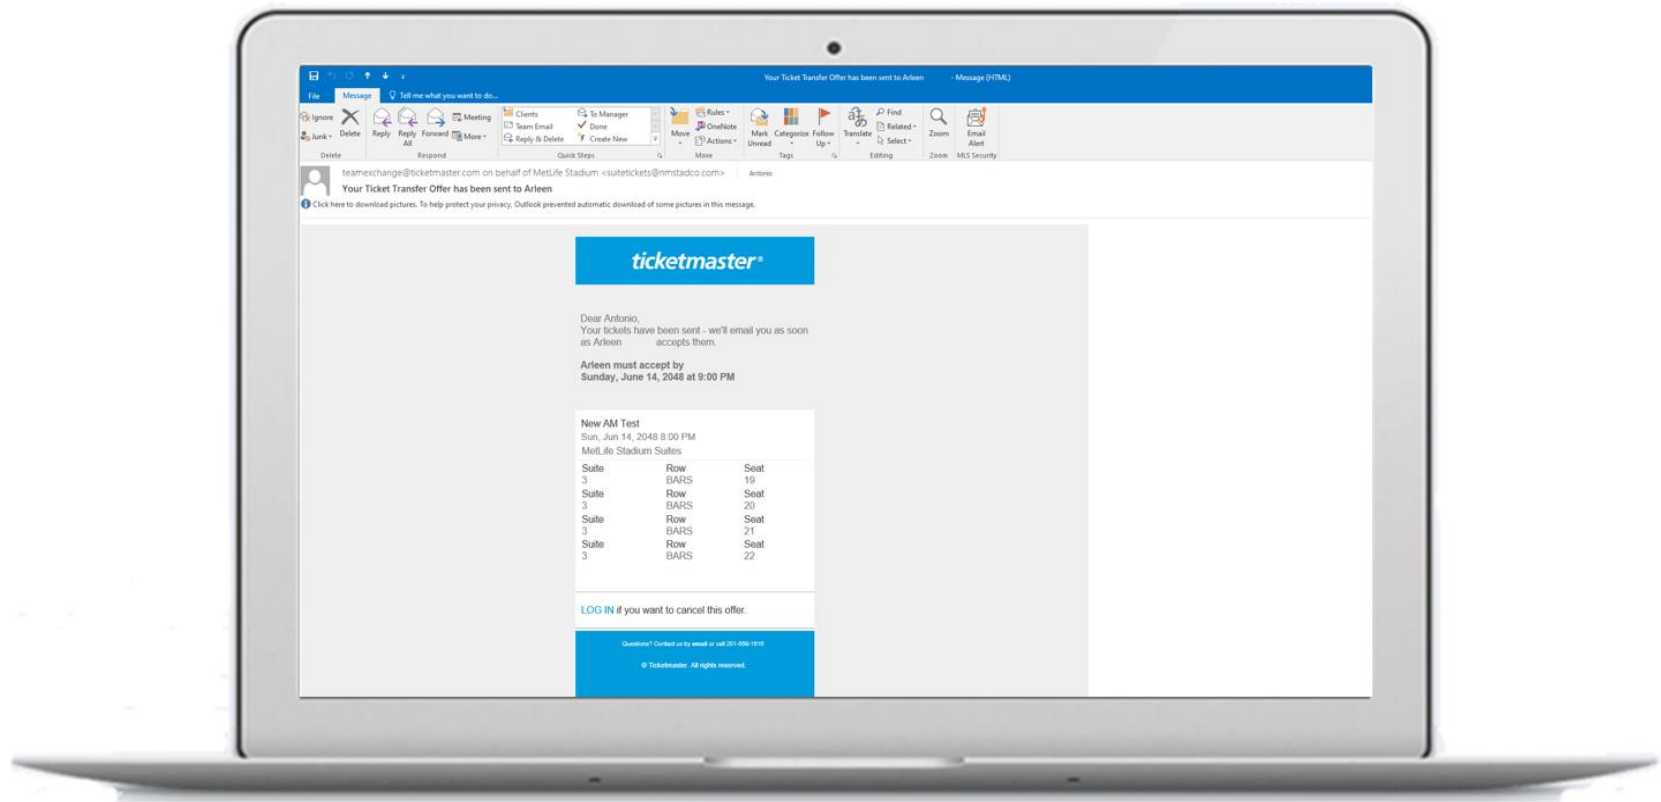 Your Ticket Transfer Offer has been sent to Arleen - Message (HTML)
File Message Tell me what you want to do...
Ignore
Junk
Delete
Reply
Reply All
Forward
Meeting
More
Clients
Team Email
Reply & Delete
To Manager
Done
Create New
Move
Rules
OneNote
Actions
Mark Unread
Categorize
Follow Up
Translate
Find
Related
Select
Zoom
Email Alert
Delete Respond Quick Steps Move Tags Editing Zoom MLS Security
teamexchange@ticketmaster.com on behalf of MetLife Stadium <suitetickets@nmstadco.com> Antonio
Your Ticket Transfer Offer has been sent to Arleen
Click here to download pictures. To help protect your privacy, Outlook prevented automatic download of some pictures in this message.
ticketmaster®
Dear Antonio,
Your tickets have been sent - we'll email you as soon
as Arleen accepts them.
Arleen must accept by
Sunday, June 14, 2048 at 9:00 PM
New AM Test
Sun, Jun 14, 2048 8:00 PM
MetLife Stadium Suites
Suite Row Seat
3 BARS 19
Suite Row Seat
3 BARS 20
Suite Row Seat
3 BARS 21
Suite Row Seat
3 BARS 22
LOG IN if you want to cancel this offer.
Questions? Contact us by email or call
© Ticketmaster. All rights reserved.